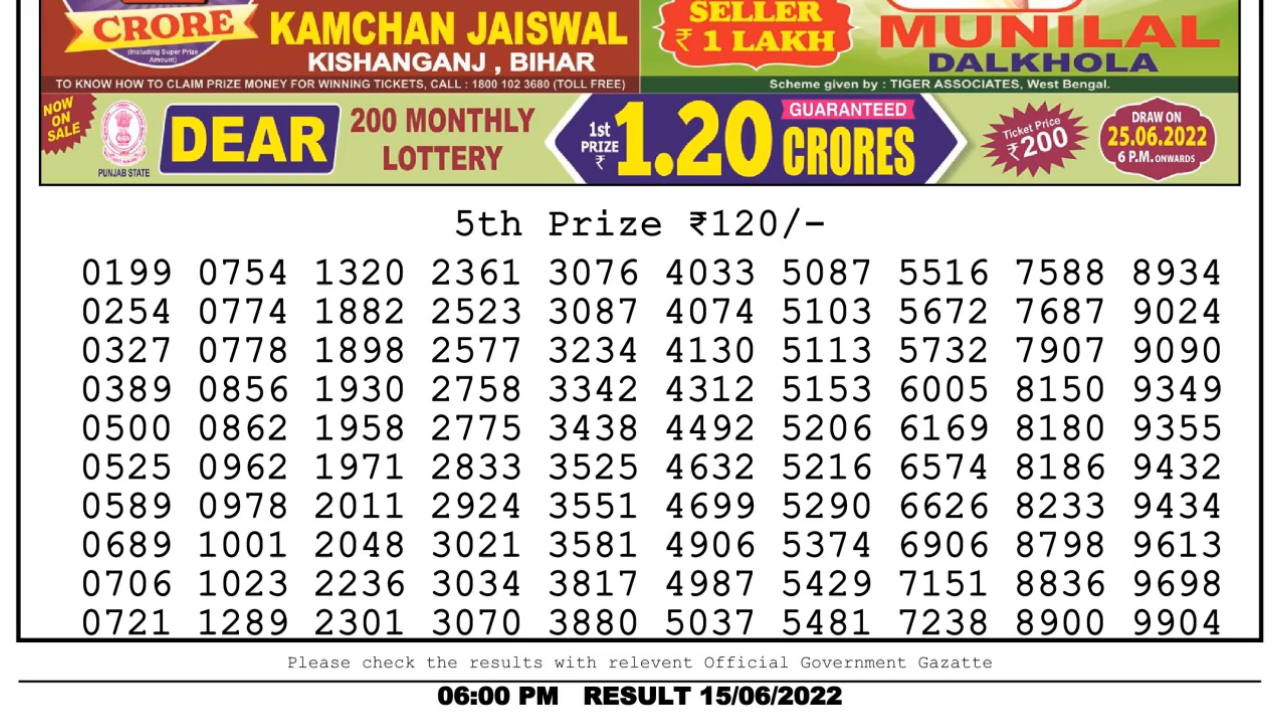 CRORE
(Including Super Prize
Amount)
KAMCHAN JAISWAL
KISHANGANJ , BIHAR
SELLER
₹ 1 LAKH
MUNILAL
DALKHOLA
TO KNOW HOW TO CLAIM PRIZE MONEY FOR WINNING TICKETS, CALL : 1800 102 3680 (TOLL FREE)
Scheme given by : TIGER ASSOCIATES, West Bengal.
NOW
ON
SALE
PUNJAB STATE
DEAR
200 MONTHLY
LOTTERY
1st
PRIZE
₹
1.20
GUARANTEED
CRORES
Ticket Price
₹200
DRAW ON
25.06.2022
6 P.M. ONWARDS
5th Prize ₹120/-
0199 0754 1320 2361 3076 4033 5087 5516 7588 8934
0254 0774 1882 2523 3087 4074 5103 5672 7687 9024
0327 0778 1898 2577 3234 4130 5113 5732 7907 9090
0389 0856 1930 2758 3342 4312 5153 6005 8150 9349
0500 0862 1958 2775 3438 4492 5206 6169 8180 9355
0525 0962 1971 2833 3525 4632 5216 6574 8186 9432
0589 0978 2011 2924 3551 4699 5290 6626 8233 9434
0689 1001 2048 3021 3581 4906 5374 6906 8798 9613
0706 1023 2236 3034 3817 4987 5429 7151 8836 9698
0721 1289 2301 3070 3880 5037 5481 7238 8900 9904
Please check the results with relevent Official Government Gazatte
06:00 PM RESULT 15/06/2022